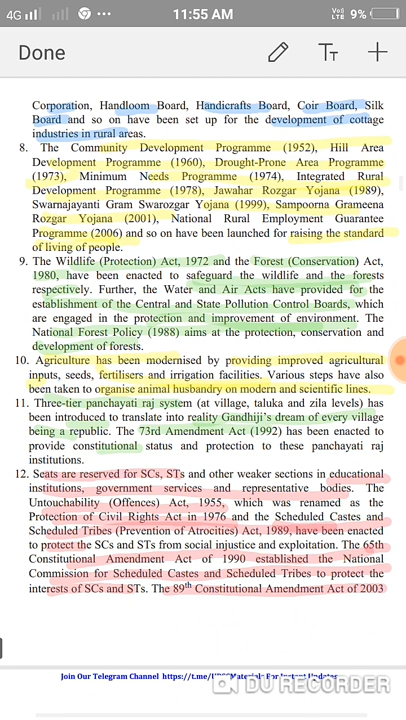 4G 11:55 AM VoD LTE 9%
Done TT +
Corporation, Handloom Board, Handicrafts Board, Coir Board, Silk
Board and so on have been set up for the development of cottage
industries in rural areas.
8. The Community Development Programme (1952), Hill Area
Development Programme (1960), Drought-Prone Area Programme
(1973), Minimum Needs Programme (1974), Integrated Rural
Development Programme (1978), Jawahar Rozgar Yojana (1989),
Swarnajayanti Gram Swarozgar Yojana (1999), Sampoorna Grameena
Rozgar Yojana (2001), National Rural Employment Guarantee
Programme (2006) and so on have been launched for raising the standard
of living of people.
9. The Wildlife (Protection) Act, 1972 and the Forest (Conservation) Act,
1980, have been enacted to safeguard the wildlife and the forests
respectively. Further, the Water and Air Acts have provided for the
establishment of the Central and State Pollution Control Boards, which
are engaged in the protection and improvement of environment. The
National Forest Policy (1988) aims at the protection, conservation and
development of forests.
10. Agriculture has been modernised by providing improved agricultural
inputs, seeds, fertilisers and irrigation facilities. Various steps have also
been taken to organise animal husbandry on modern and scientific lines.
11. Three-tier panchayati raj system (at village, taluka and zila levels) has
been introduced to translate into reality Gandhiji's dream of every village
being a republic. The 73rd Amendment Act (1992) has been enacted to
provide constitutional status and protection to these panchayati raj
institutions.
12. Seats are reserved for SCs, STs and other weaker sections in educational
institutions, government services and representative bodies. The
Untouchability (Offences) Act, 1955, which was renamed as the
Protection of Civil Rights Act in 1976 and the Scheduled Castes and
Scheduled Tribes (Prevention of Atrocities) Act, 1989, have been enacted
to protect the SCs and STs from social injustice and exploitation. The 65th
Constitutional Amendment Act of 1990 established the National
Commission for Scheduled Castes and Scheduled Tribes to protect the
interests of SCs and STs. The 89th Constitutional Amendment Act of 2003
Join Our Telegram Channel https://t.me/UPSCMaterials For Instant Updates
DU RECORDER